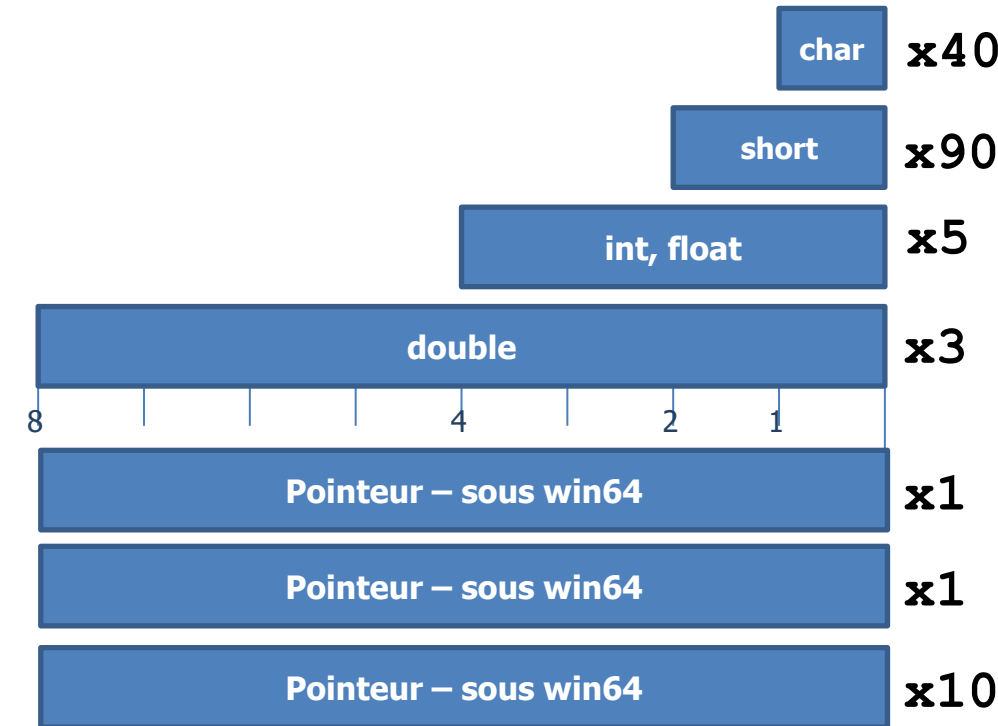 char x40
short x90
int, float x5
double x3
8 4 2 1
Pointeur – sous win64 x1
Pointeur – sous win64 x1
Pointeur – sous win64 x10